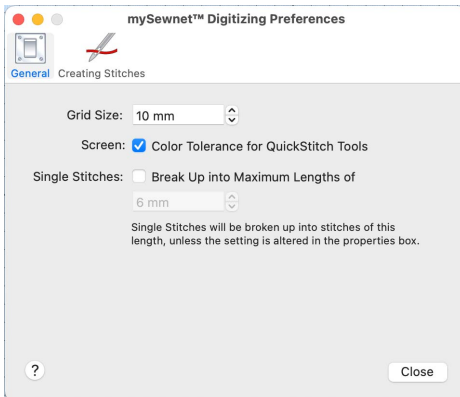 mySewnet™ Digitizing Preferences
General Creating Stitches
Grid Size: 10 mm
Screen: Color Tolerance for QuickStitch Tools
Single Stitches: Break Up into Maximum Lengths of
6 mm
Single Stitches will be broken up into stitches of this
length, unless the setting is altered in the properties box.
? Close